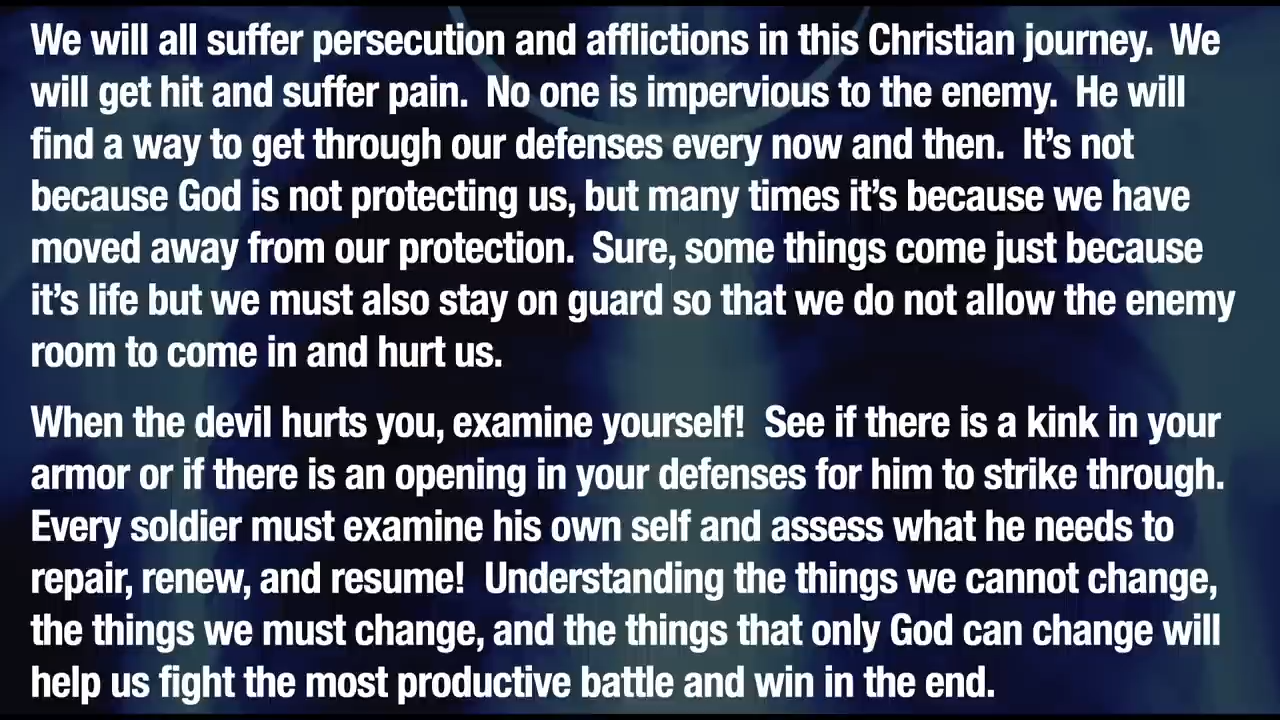 We will all suffer persecution and afflictions in this Christian journey.  We
will get hit and suffer pain.  No one is impervious to the enemy.  He will
find a way to get through our defenses every now and then.  It’s not
because God is not protecting us, but many times it’s because we have
moved away from our protection.  Sure, some things come just because
it’s life but we must also stay on guard so that we do not allow the enemy
room to come in and hurt us.
When the devil hurts you, examine yourself!  See if there is a kink in your
armor or if there is an opening in your defenses for him to strike through.
Every soldier must examine his own self and assess what he needs to
repair, renew, and resume!  Understanding the things we cannot change,
the things we must change, and the things that only God can change will
help us fight the most productive battle and win in the end.